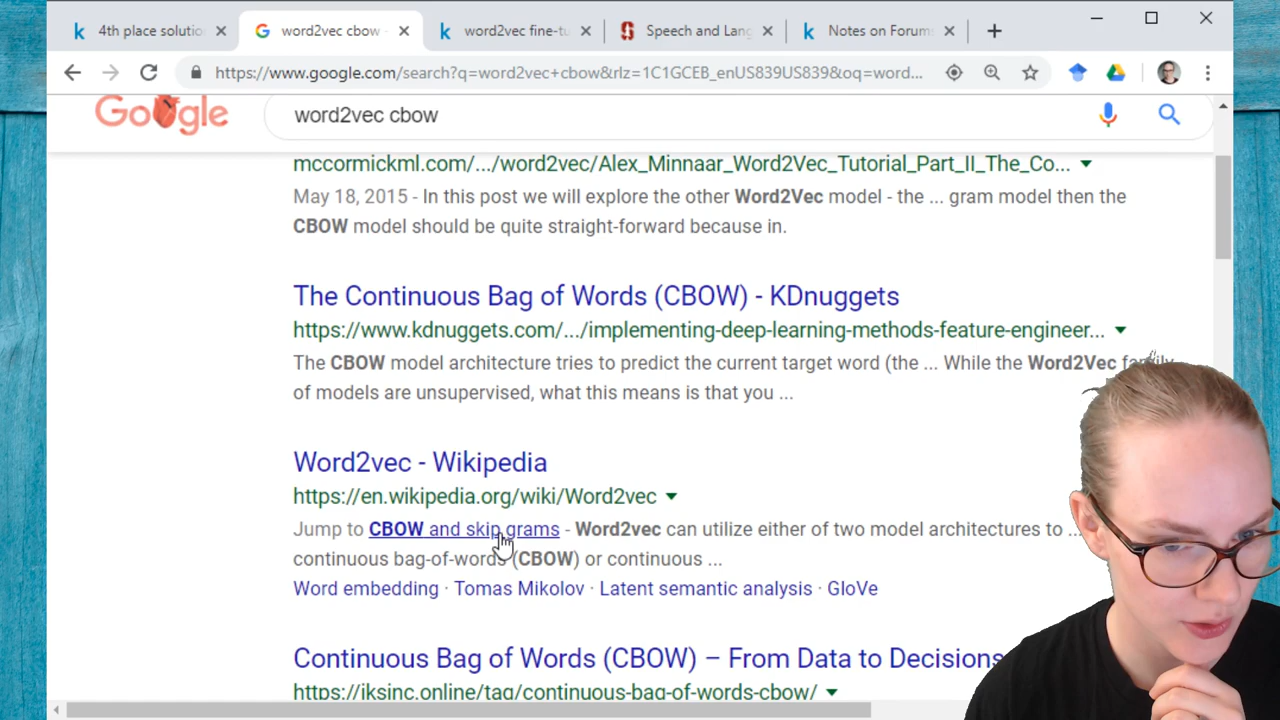 4th place solutio
word2vec cbow
word2vec fine-tu
Speech and Lang
Notes on Forum
https://www.google.com/search?q=word2vec+cbow&rlz=1C1GCEB_enUS839US839&oq=word...
Google
word2vec cbow
mccormickml.com/.../word2vec/Alex_Minnaar_Word2Vec_Tutorial_Part_II_The_Co...
May 18, 2015 - In this post we will explore the other Word2Vec model - the ... gram model then the
CBOW model should be quite straight-forward because in.
The Continuous Bag of Words (CBOW) - KDnuggets
https://www.kdnuggets.com/.../implementing-deep-learning-methods-feature-engineer...
The CBOW model architecture tries to predict the current target word (the ... While the Word2Vec family
of models are unsupervised, what this means is that you ...
Word2vec - Wikipedia
https://en.wikipedia.org/wiki/Word2vec
Jump to CBOW and skip grams - Word2vec can utilize either of two model architectures to ...
continuous bag-of-words (CBOW) or continuous ...
Word embedding · Tomas Mikolov · Latent semantic analysis · GloVe
Continuous Bag of Words (CBOW) – From Data to Decisions
https://iksinc.online/tag/continuous-bag-of-words-cbow/